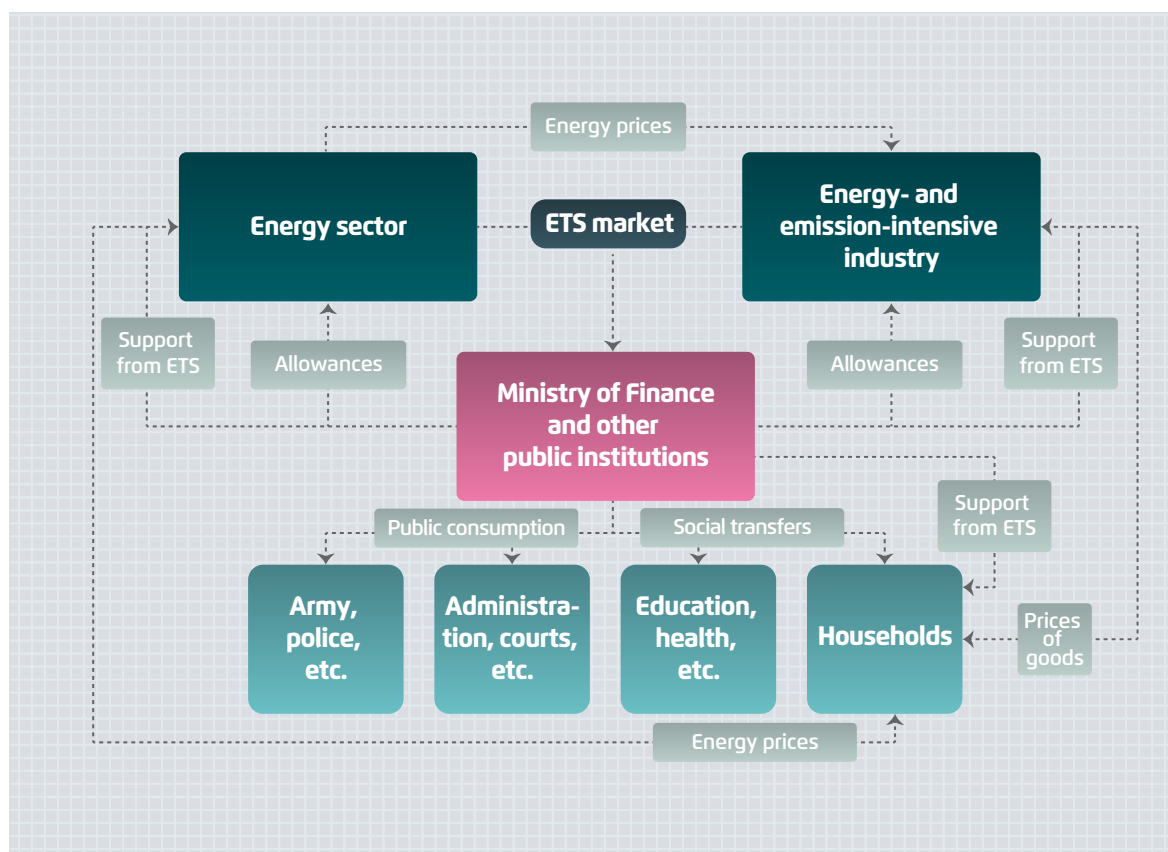 Energy prices
Energy sector
ETS market
Energy- and
emission-intensive
industry
Support
from ETS
Allowances
Allowances
Support
from ETS
Ministry of Finance
and other
public institutions
Support
from ETS
Public consumption
Social transfers
Army,
police,
etc.
Administra-
tion, courts,
etc.
Education,
health,
etc.
Households
Prices
of
goods
Energy prices